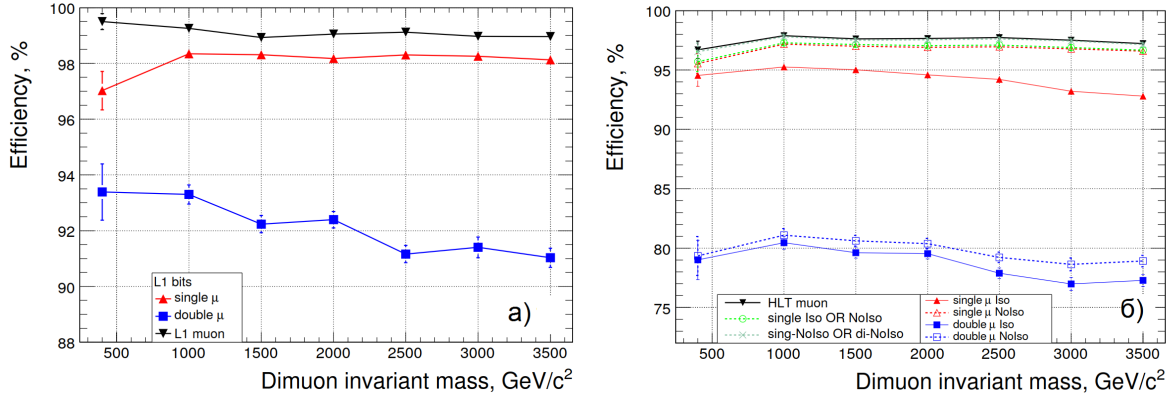 Efficiency, %
100
98
96
94
92
90
88
L1 bits
single μ
double μ
L1 muon
а)
500 1000 1500 2000 2500 3000 3500
Dimuon invariant mass, GeV/c²
Efficiency, %
100
95
90
85
80
75
HLT muon
single Iso OR NoIso
sing-NoIso OR di-NoIso
single μ Iso
single μ NoIso
double μ Iso
double μ NoIso
б)
500 1000 1500 2000 2500 3000 3500
Dimuon invariant mass, GeV/c²